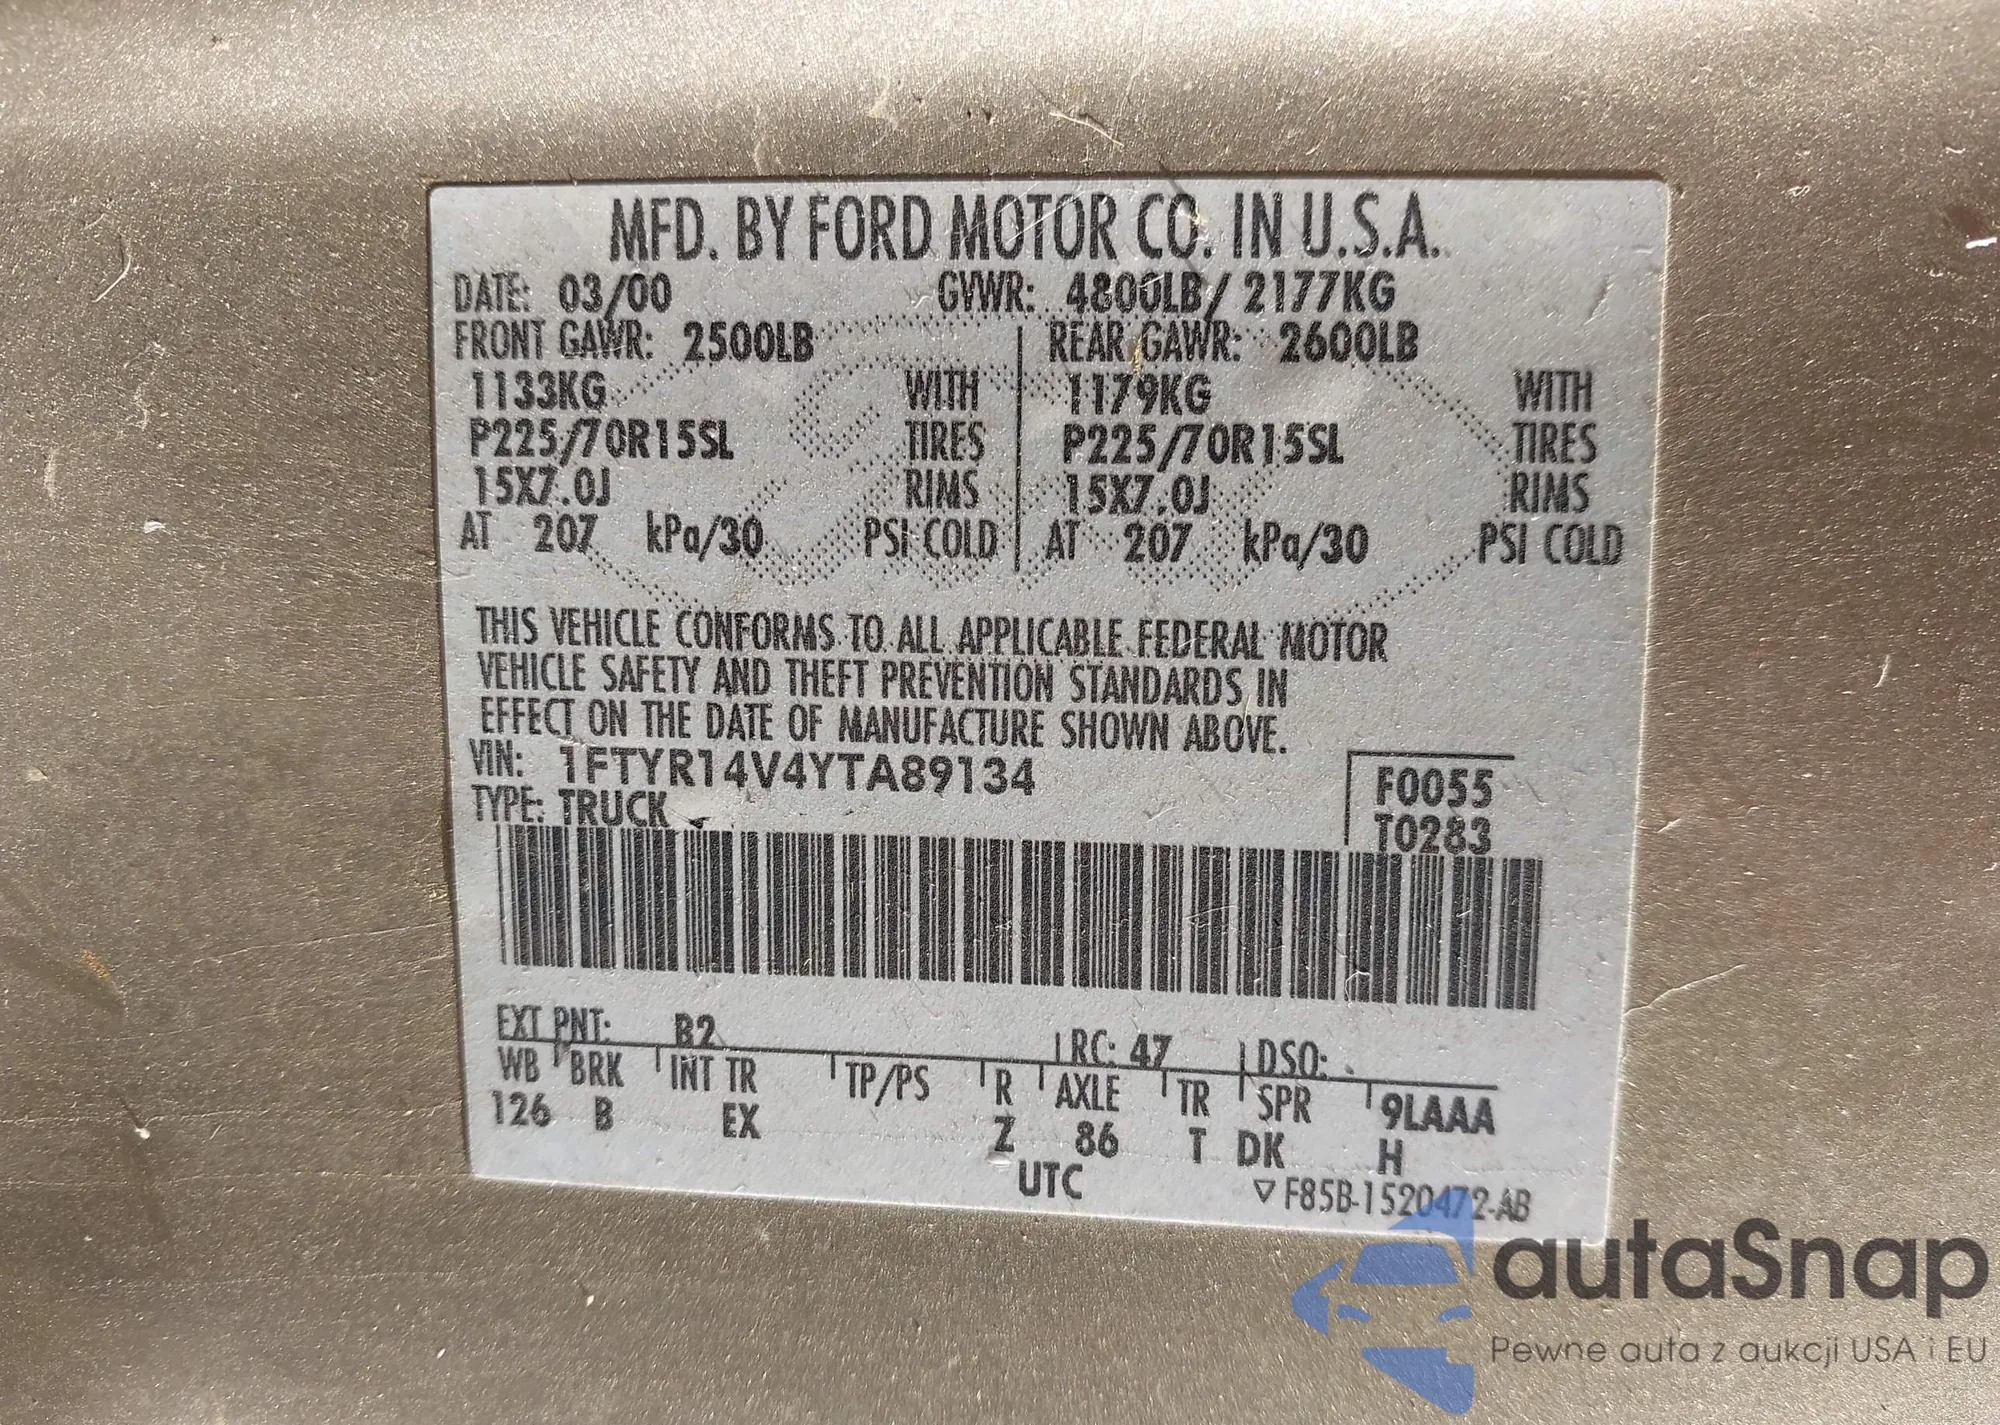 MFD. BY FORD MOTOR CO. IN U.S.A.
DATE: 03/00 GVWR: 4800LB/ 2177KG
FRONT GAWR: 2500LB REAR GAWR: 2600LB
1133KG WITH 1179KG WITH
P225/70R15SL TIRES P225/70R15SL TIRES
15X7.0J RIMS 15X7.0J RIMS
AT 207 kPa/30 PSI COLD AT 207 kPa/30 PSI COLD
THIS VEHICLE CONFORMS TO ALL APPLICABLE FEDERAL MOTOR
VEHICLE SAFETY AND THEFT PREVENTION STANDARDS IN
EFFECT ON THE DATE OF MANUFACTURE SHOWN ABOVE.
VIN: 1FTYR14V4YTA89134 F0055
TYPE: TRUCK T0283
EXT PNT: B2 RC: 47 DSO:
WB BRK INT TR TP/PS R AXLE TR SPR 9LAAA
126 B EX Z 86 T DK H
UTC ▽ F85B-1520472-AB
autaSnap
Pewne auta z aukcji USA i EU